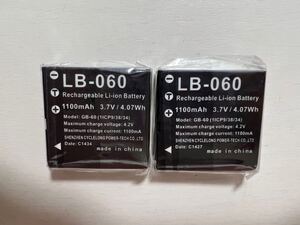 LB-060
Rechargeable Li-ion Battery
1100mAh 3.7V / 4.07Wh
Model: GB-60 (1ICP9/38/34)
Maximum charge voltage: 4.2V
Maximum charge current: 1100mA
SHENZHEN CYCLELONG POWER-TECH CO., LTD
Date: C1434
Made in china
LB-060
Rechargeable Li-ion Battery
1100mAh 3.7V / 4.07Wh
Model: GB-60 (1ICP9/38/34)
Maximum charge voltage: 4.2V
Maximum charge current: 1100mA
SHENZHEN CYCLELONG POWER-TECH CO., LTD
Date: C1427
Made in china